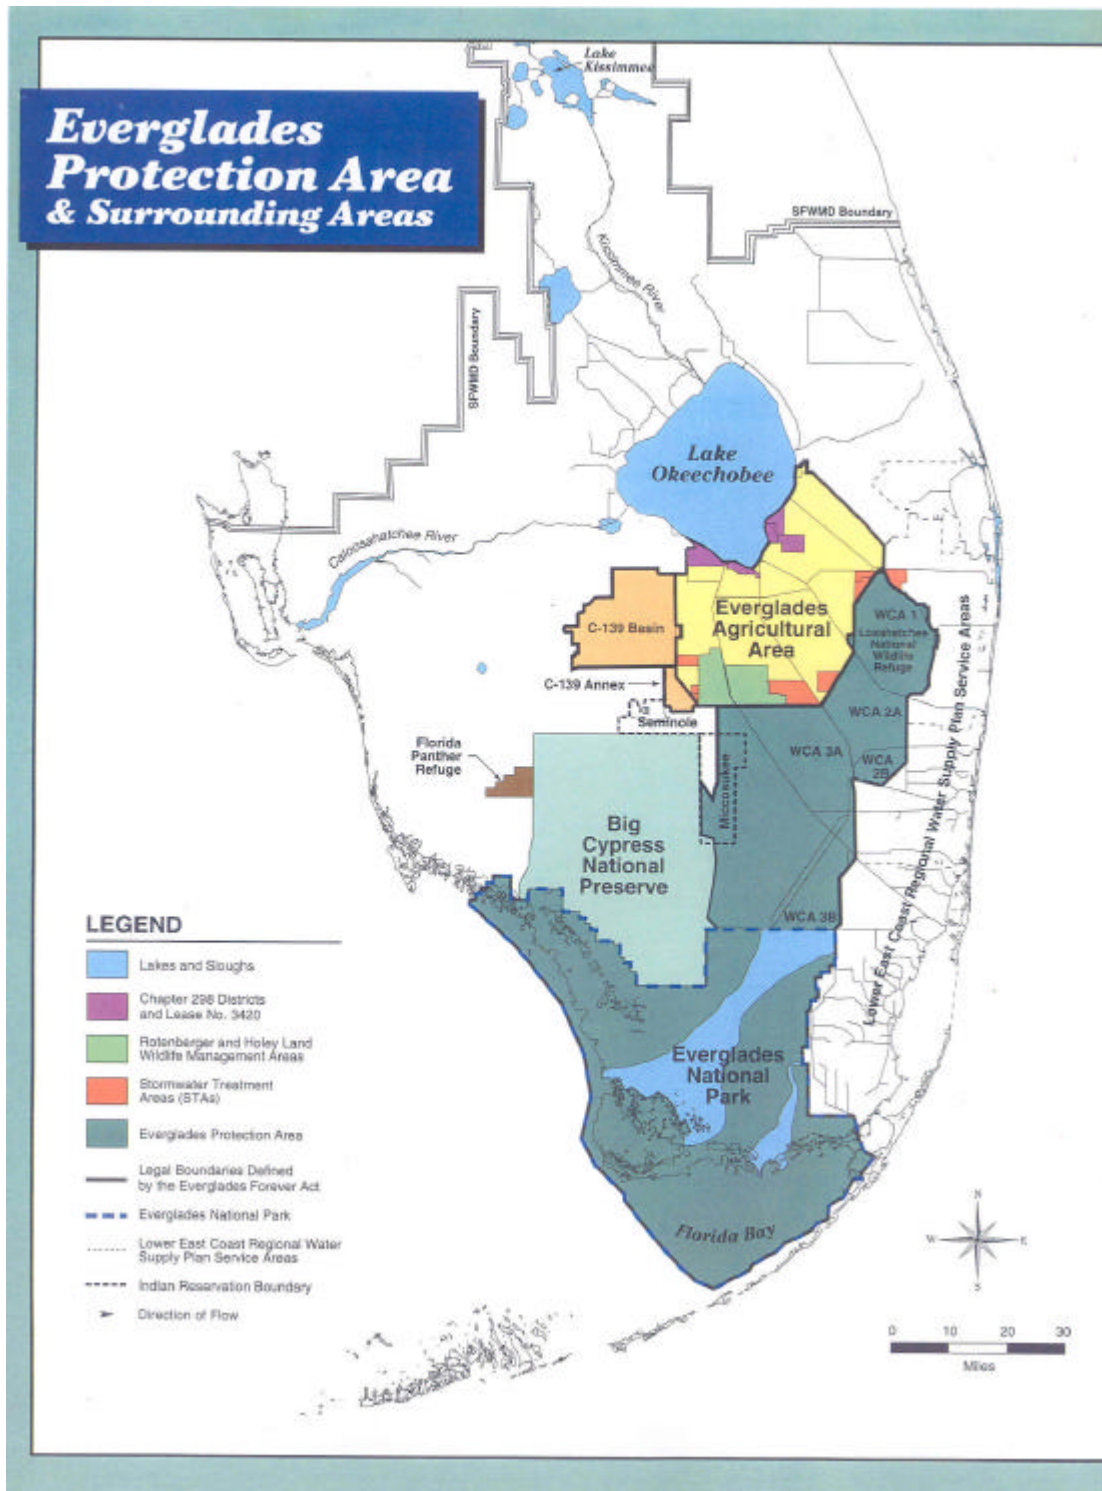 Everglades
Protection Area
& Surrounding Areas
Lake
Kissimmee
SFWMD Boundary
Kissimmee River
SFWMD Boundary
Lake
Okeechobee
Caloosahatchee River
C-139 Basin
Everglades
Agricultural
Area
WCA 1
Loxahatchee
National
Wildlife
Refuge
C-139 Annex
Seminole
WCA 2A
WCA 3A
WCA
2B
Florida
Panther
Refuge
Miccosukee
Big
Cypress
National
Preserve
WCA 3B
Lower East Coast Regional Water Supply Plan Service Areas
Everglades
National
Park
Florida Bay
LEGEND
Lakes and Sloughs
Chapter 298 Districts
and Lease No. 3420
Rotenberger and Holey Land
Wildlife Management Areas
Stormwater Treatment
Areas (STAs)
Everglades Protection Area
Legal Boundaries Defined
by the Everglades Forever Act
Everglades National Park
Lower East Coast Regional Water
Supply Plan Service Areas
Indian Reservation Boundary
Direction of Flow
N
W
E
S
0 10 20 30
Miles